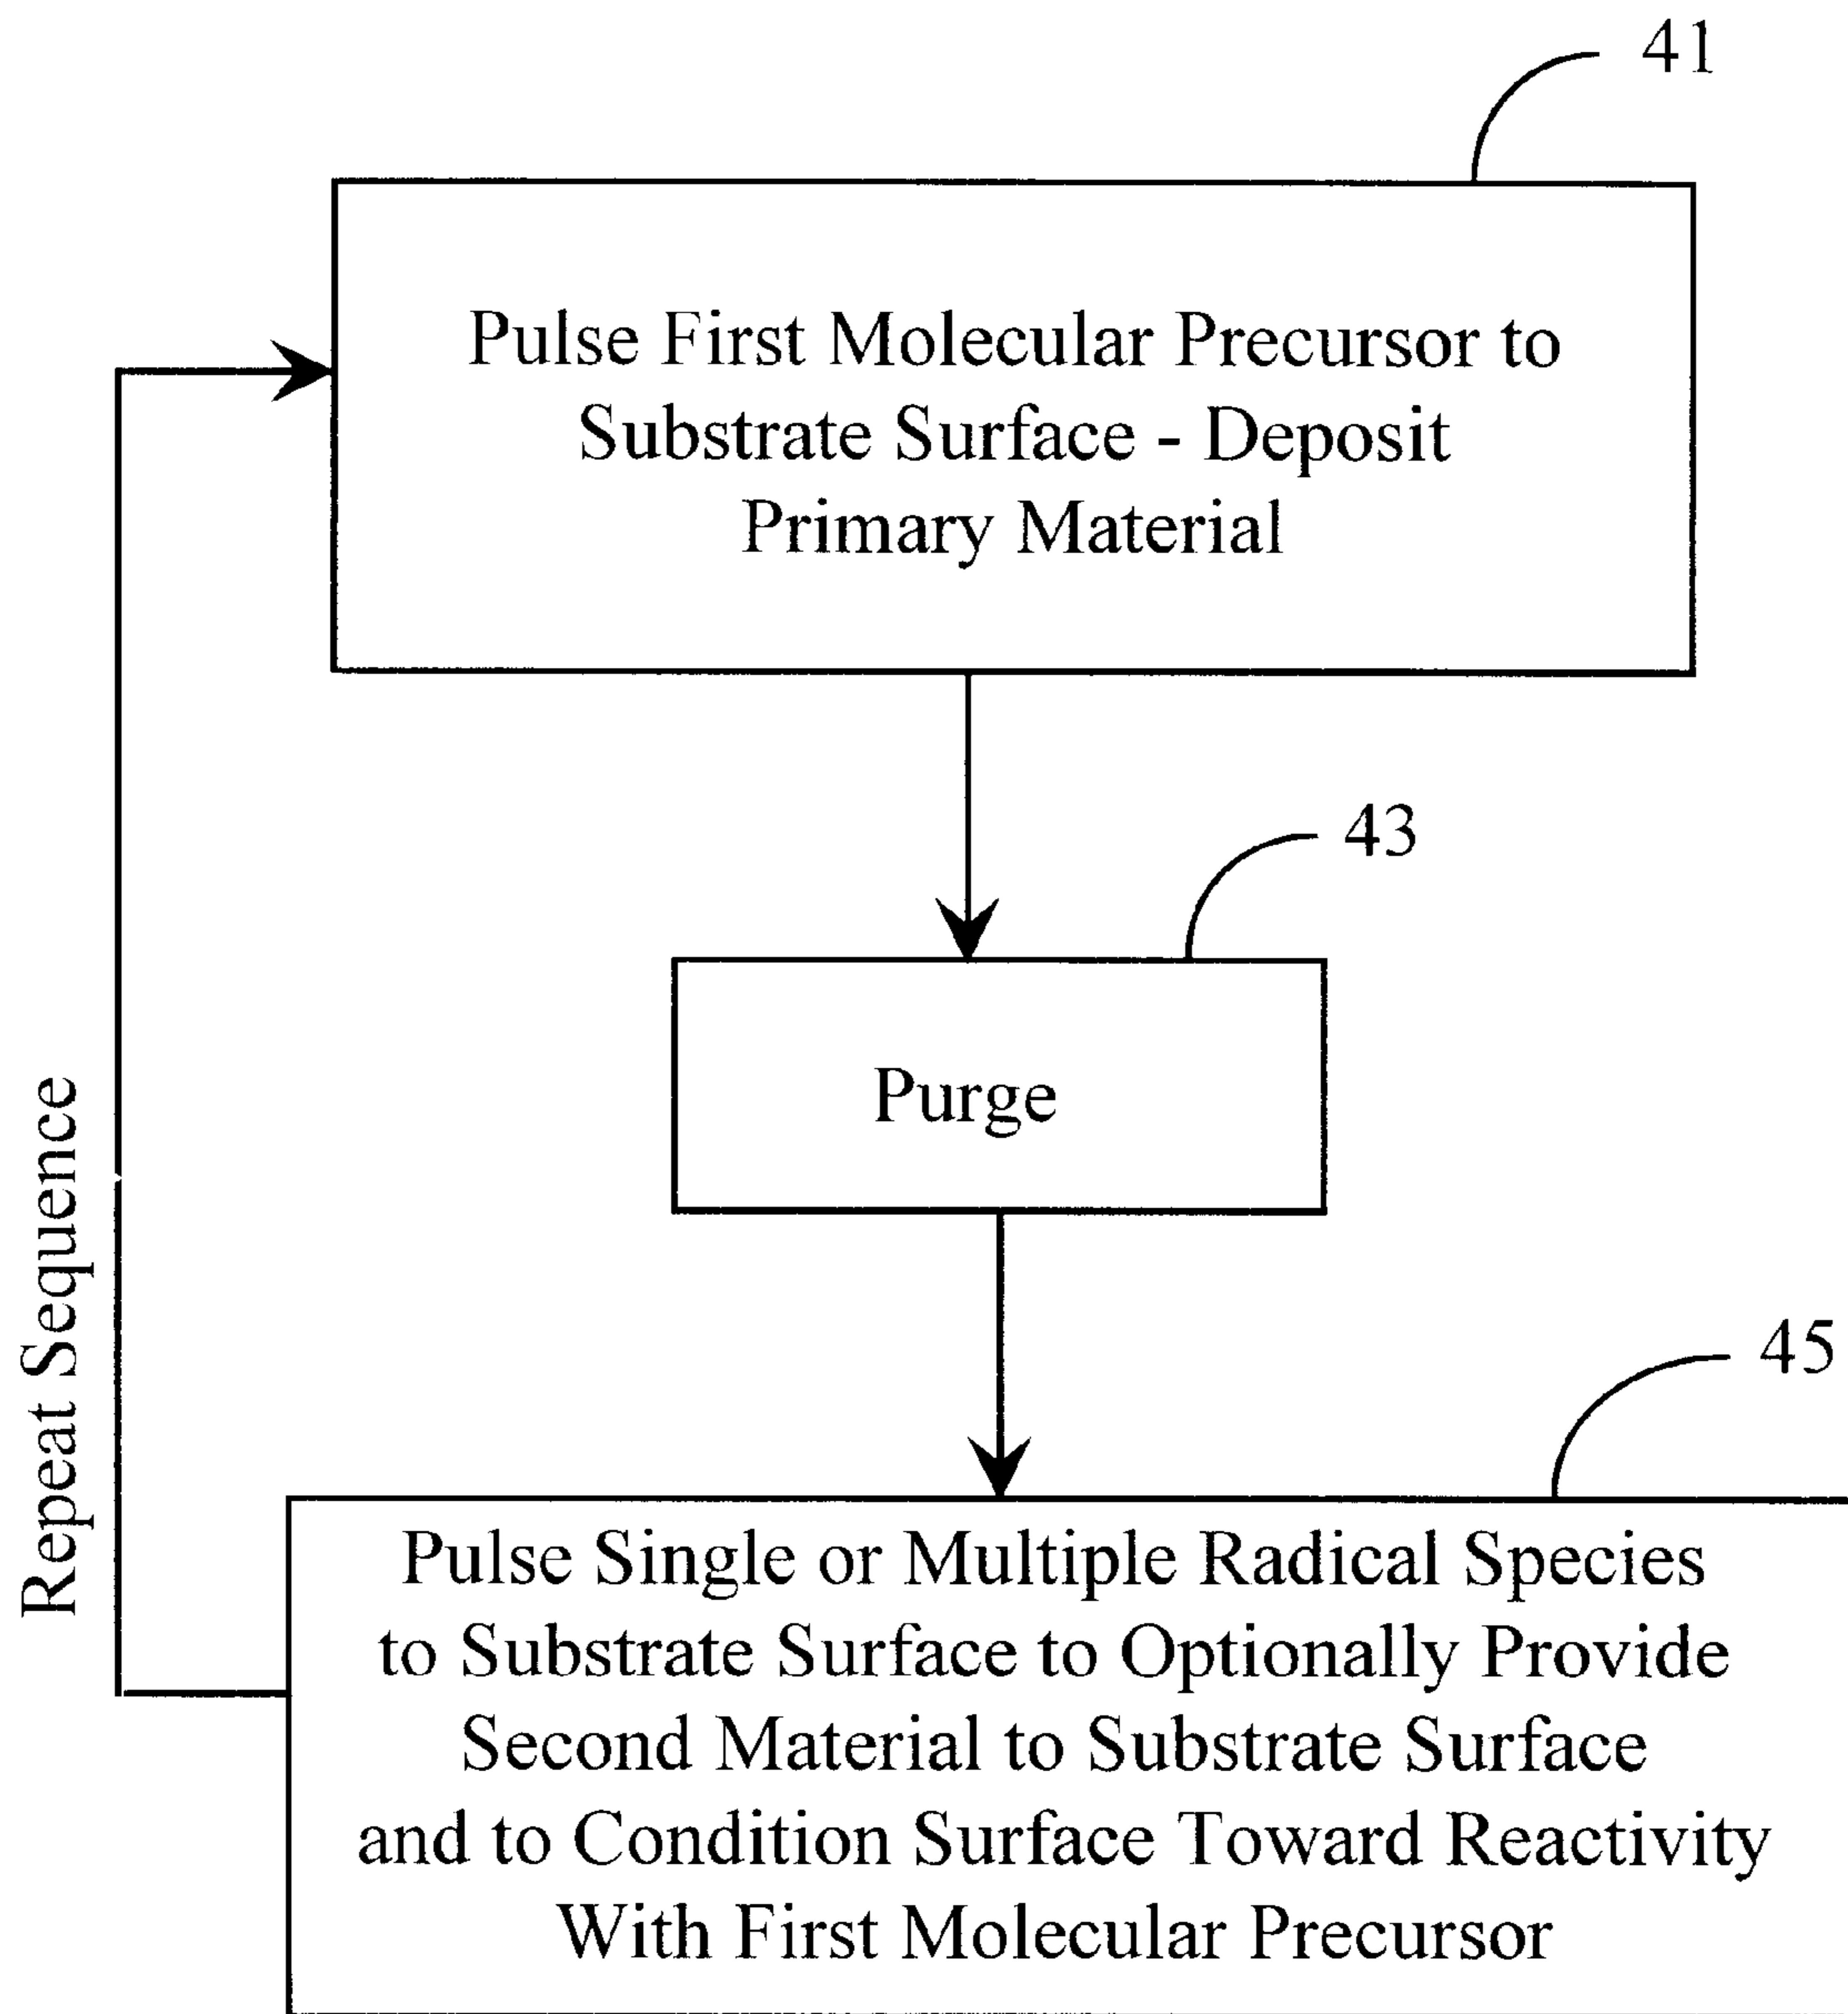 41
Pulse First Molecular Precursor to
Substrate Surface - Deposit
Primary Material
43
Purge
Repeat Sequence
45
Pulse Single or Multiple Radical Species
to Substrate Surface to Optionally Provide
Second Material to Substrate Surface
and to Condition Surface Toward Reactivity
With First Molecular Precursor